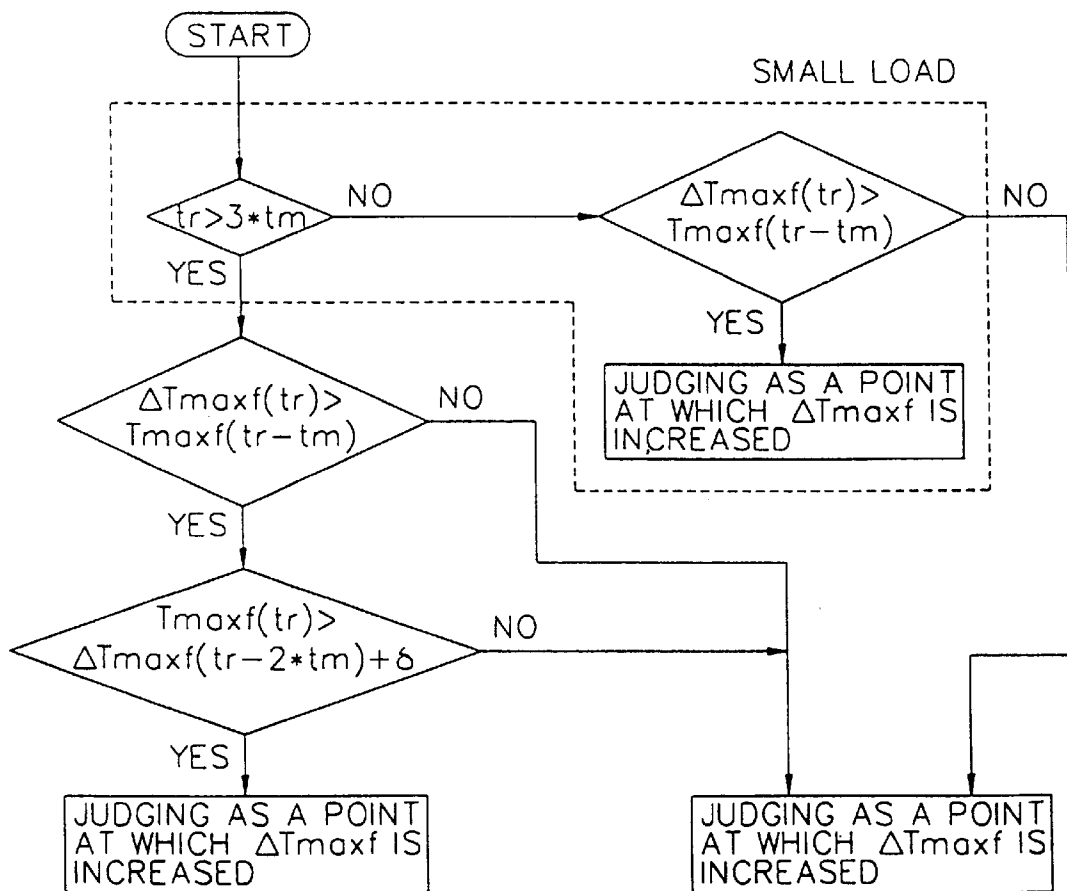 START
SMALL LOAD
tr>3*tm
NO
YES
ΔTmaxf(tr)>
Tmaxf(tr-tm)
NO
YES
JUDGING AS A POINT
AT WHICH ΔTmaxf IS
INCREASED
ΔTmaxf(tr)>
Tmaxf(tr-tm)
NO
YES
Tmaxf(tr)>
ΔTmaxf(tr-2*tm)+δ
NO
YES
JUDGING AS A POINT
AT WHICH ΔTmaxf IS
INCREASED
JUDGING AS A POINT
AT WHICH ΔTmaxf IS
INCREASED